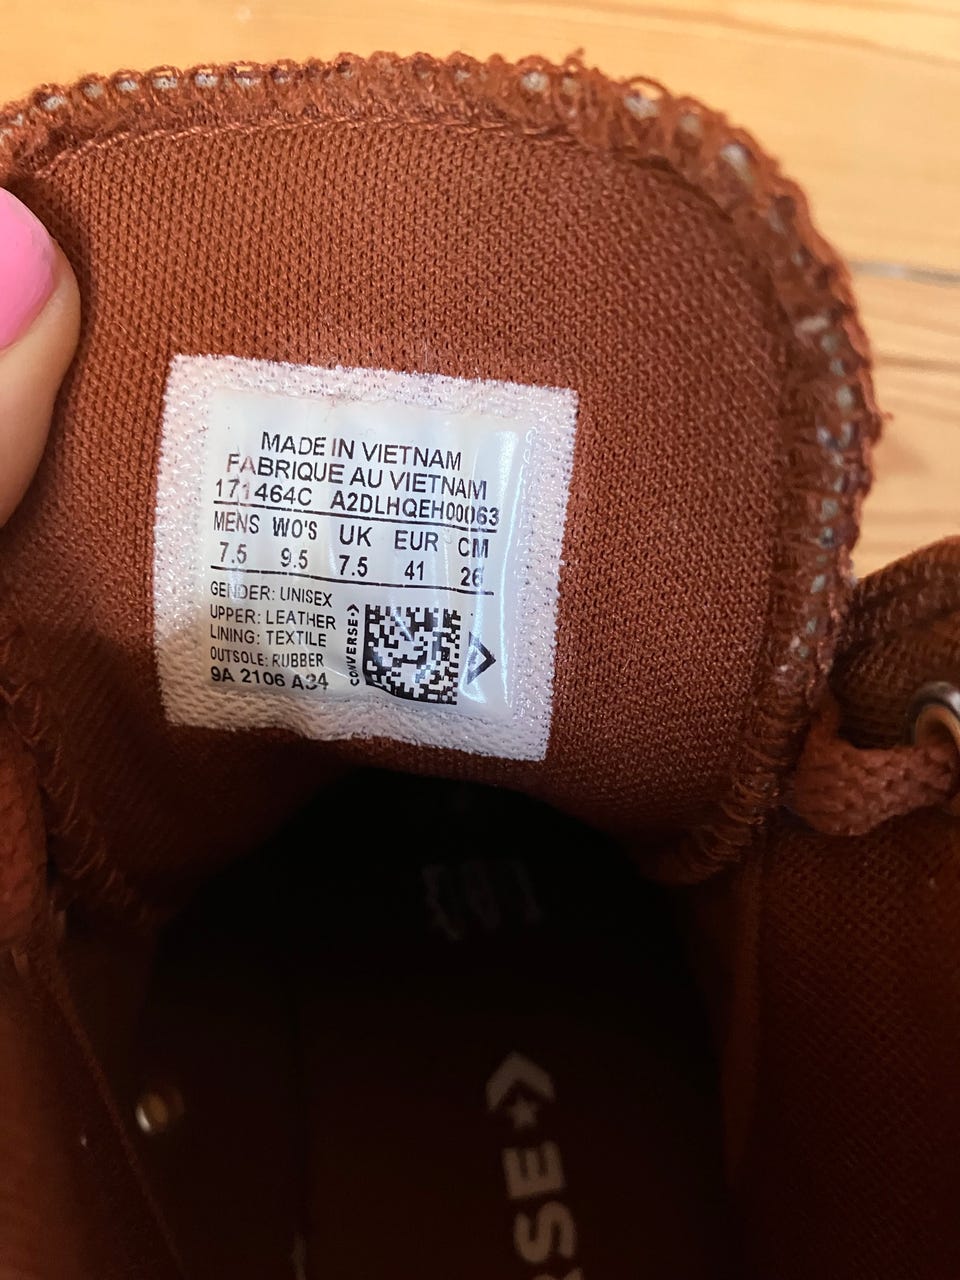 MADE IN VIETNAM
FABRIQUE AU VIETNAM
171464C A2DLHQEH00063
MENS WO'S UK EUR CM
7.5 9.5 7.5 41 26
GENDER: UNISEX
UPPER: LEATHER
LINING: TEXTILE
OUTSOLE: RUBBER
9A 2106 A34
CONVERSE
RSE